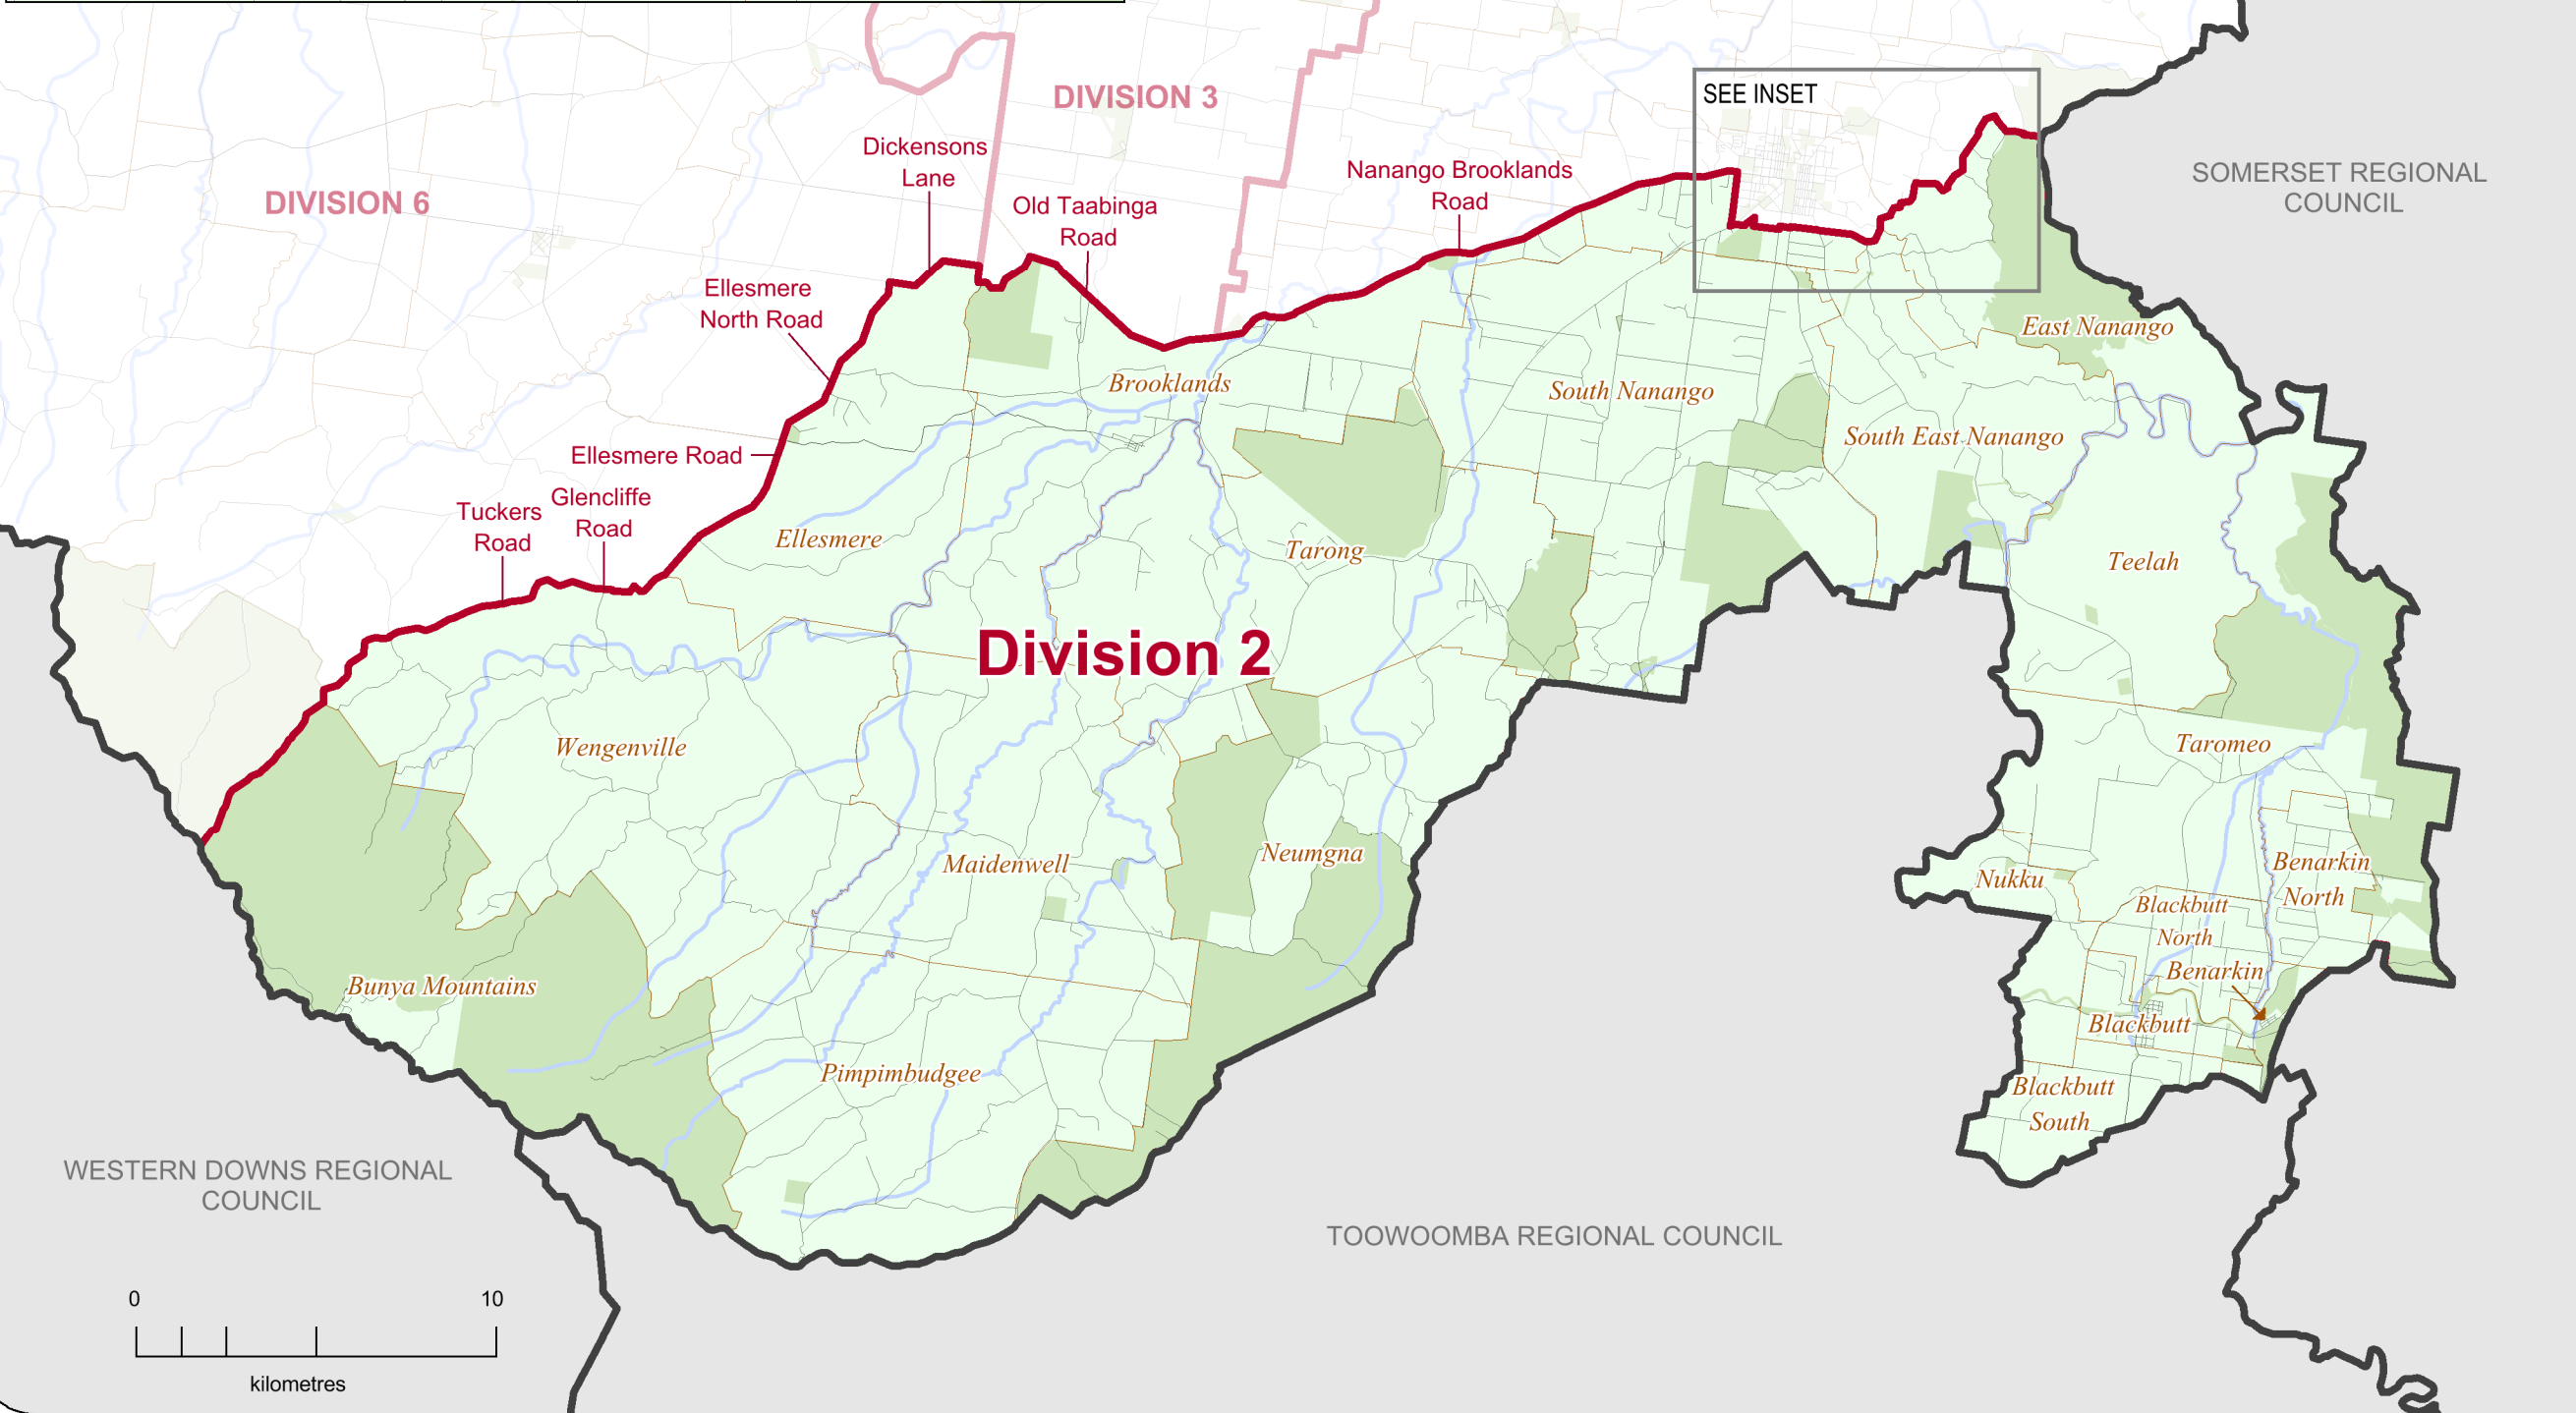 SEE INSET
DIVISION 3
DIVISION 6
Dickensons
Lane
Old Taabinga
Road
Nanango Brooklands
Road
SOMERSET REGIONAL
COUNCIL
Ellesmere
North Road
East Nanango
Brooklands
South Nanango
South East Nanango
Ellesmere Road
Glencliffe
Road
Tuckers
Road
Ellesmere
Tarong
Teelah
Division 2
Wengenville
Taromeo
Maidenwell
Neumgna
Nukku
Benarkin
North
Blackbutt
North
Benarkin
Bunya Mountains
Blackbutt
Pimpimbudgee
Blackbutt
South
WESTERN DOWNS REGIONAL
COUNCIL
TOOWOOMBA REGIONAL COUNCIL
0 10
kilometres